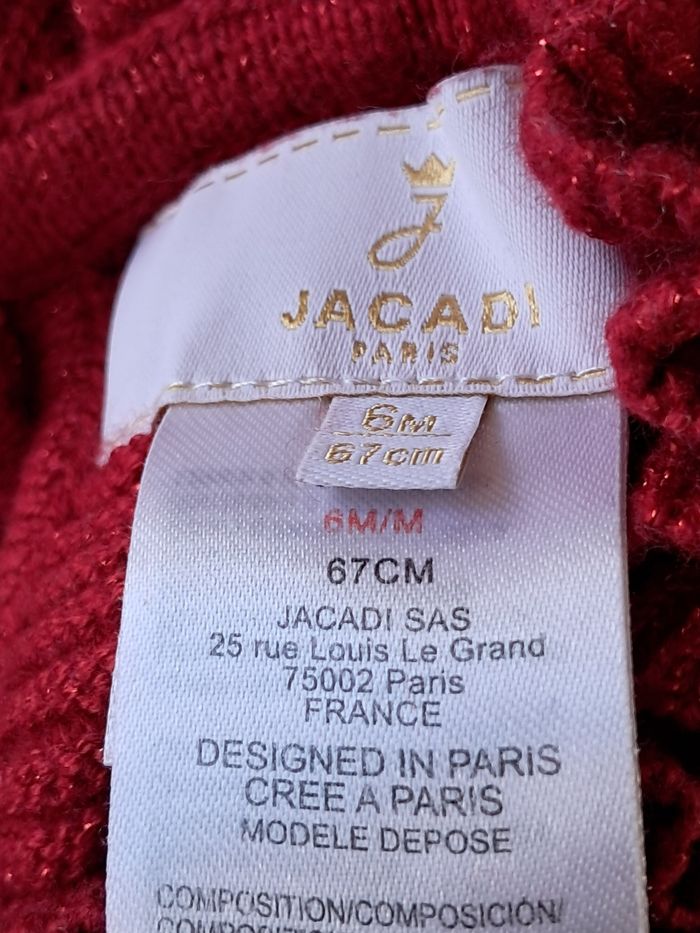 J
JACADI
PARIS
6M
67cm
6M/M
67CM
JACADI SAS
25 rue Louis Le Grand
75002 Paris
FRANCE
DESIGNED IN PARIS
CREE A PARIS
MODELE DEPOSE
COMPOSITION/COMPOSICIÓN/